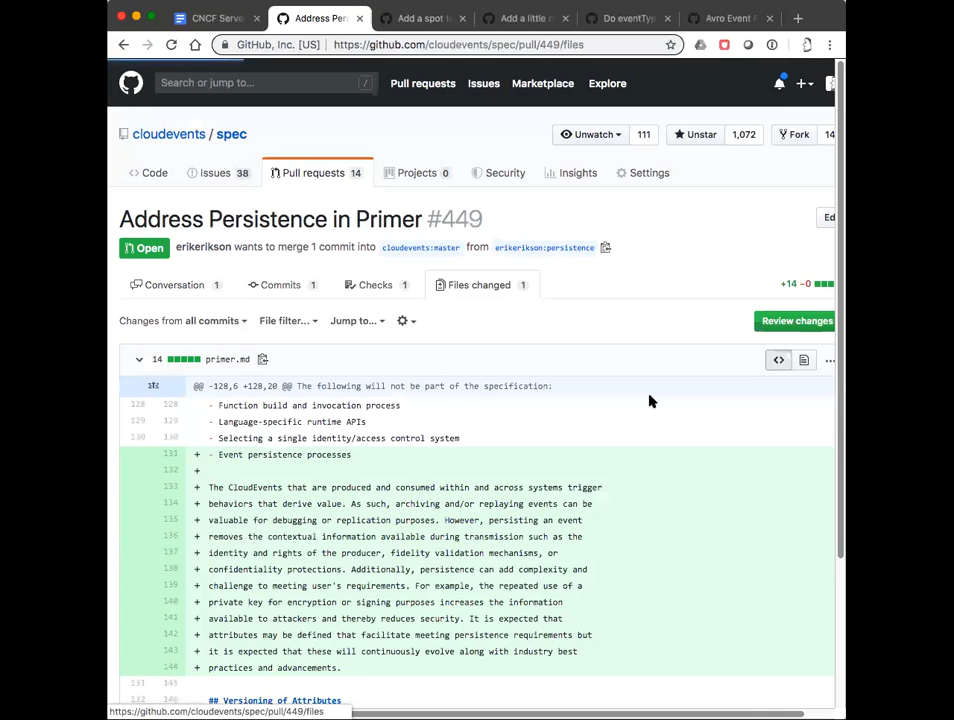 CNCF Serve
Address Per
Add a spot t
Add a little c
Do eventTyp
Avro Event F
GitHub, Inc. [US] | https://github.com/cloudevents/spec/pull/449/files
Search or jump to... /
Pull requests Issues Marketplace Explore
cloudevents / spec
Unwatch 111 Unstar 1,072 Fork 14
Code Issues 38 Pull requests 14 Projects 0 Security Insights Settings
Address Persistence in Primer #449
Ed
Open erikerikson wants to merge 1 commit into cloudevents:master from erikerikson:persistence
Conversation 1 Commits 1 Checks 1 Files changed 1 +14 −0
Changes from all commits File filter... Jump to... Review changes
14 primer.md
@@ -128,6 +128,20 @@ The following will not be part of the specification:
128 128 - Function build and invocation process
129 129 - Language-specific runtime APIs
130 130 - Selecting a single identity/access control system
131 + - Event persistence processes
132 +
133 + The CloudEvents that are produced and consumed within and across systems trigger
134 + behaviors that derive value. As such, archiving and/or replaying events can be
135 + valuable for debugging or replication purposes. However, persisting an event
136 + removes the contextual information available during transmission such as the
137 + identity and rights of the producer, fidelity validation mechanisms, or
138 + confidentiality protections. Additionally, persistence can add complexity and
139 + challenge to meeting user's requirements. For example, the repeated use of a
140 + private key for encryption or signing purposes increases the information
141 + available to attackers and thereby reduces security. It is expected that
142 + attributes may be defined that facilitate meeting persistence requirements but
143 + it is expected that these will continuously evolve along with industry best
144 + practices and advancements.
131 145
132 146 ## Versioning of Attributes
https://github.com/cloudevents/spec/pull/449/files